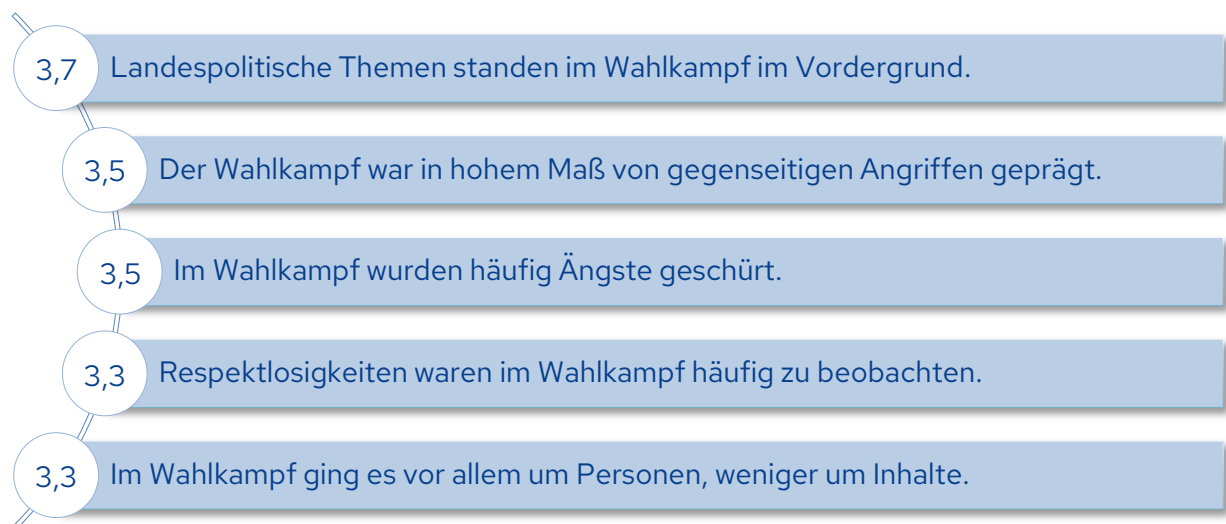 3,7 Landespolitische Themen standen im Wahlkampf im Vordergrund.
3,5 Der Wahlkampf war in hohem Maß von gegenseitigen Angriffen geprägt.
3,5 Im Wahlkampf wurden häufig Ängste geschürt.
3,3 Respektlosigkeiten waren im Wahlkampf häufig zu beobachten.
3,3 Im Wahlkampf ging es vor allem um Personen, weniger um Inhalte.